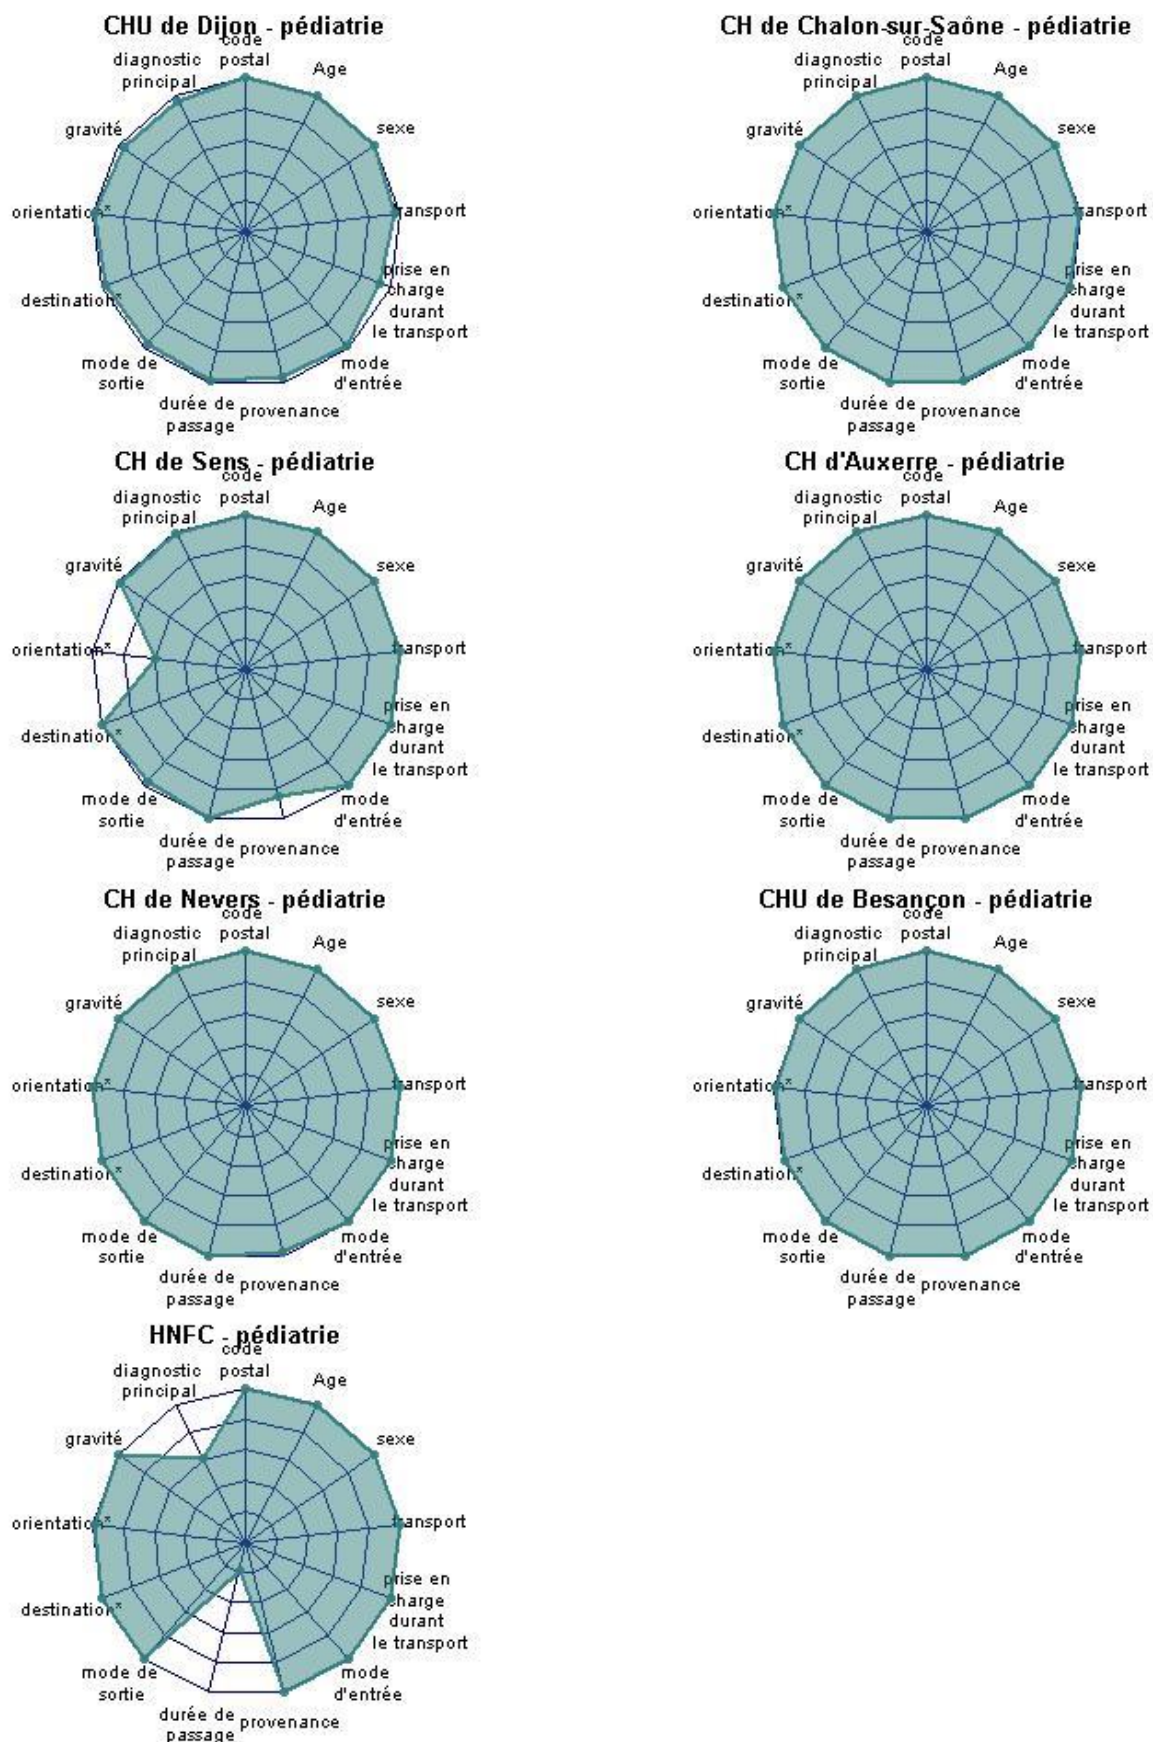 CHU de Dijon - pédiatrie
code
postal
Age
sexe
transport
prise en
charge
durant
le transport
mode
d'entrée
provenance
durée de
passage
mode de
sortie
destination*
orientation*
gravité
diagnostic
principal
CH de Chalon-sur-Saône - pédiatrie
code
postal
Age
sexe
transport
prise en
charge
durant
le transport
mode
d'entrée
provenance
durée de
passage
mode de
sortie
destination*
orientation*
gravité
diagnostic
principal
CH de Sens - pédiatrie
code
postal
Age
sexe
transport
prise en
charge
durant
le transport
mode
d'entrée
provenance
durée de
passage
mode de
sortie
destination*
orientation*
gravité
diagnostic
principal
CH d'Auxerre - pédiatrie
code
postal
Age
sexe
transport
prise en
charge
durant
le transport
mode
d'entrée
provenance
durée de
passage
mode de
sortie
destination*
orientation*
gravité
diagnostic
principal
CH de Nevers - pédiatrie
code
postal
Age
sexe
transport
prise en
charge
durant
le transport
mode
d'entrée
provenance
durée de
passage
mode de
sortie
destination*
orientation*
gravité
diagnostic
principal
CHU de Besançon - pédiatrie
code
postal
Age
sexe
transport
prise en
charge
durant
le transport
mode
d'entrée
provenance
durée de
passage
mode de
sortie
destination*
orientation*
gravité
diagnostic
principal
HNFC - pédiatrie
code
postal
Age
sexe
transport
prise en
charge
durant
le transport
mode
d'entrée
provenance
durée de
passage
mode de
sortie
destination*
orientation*
gravité
diagnostic
principal